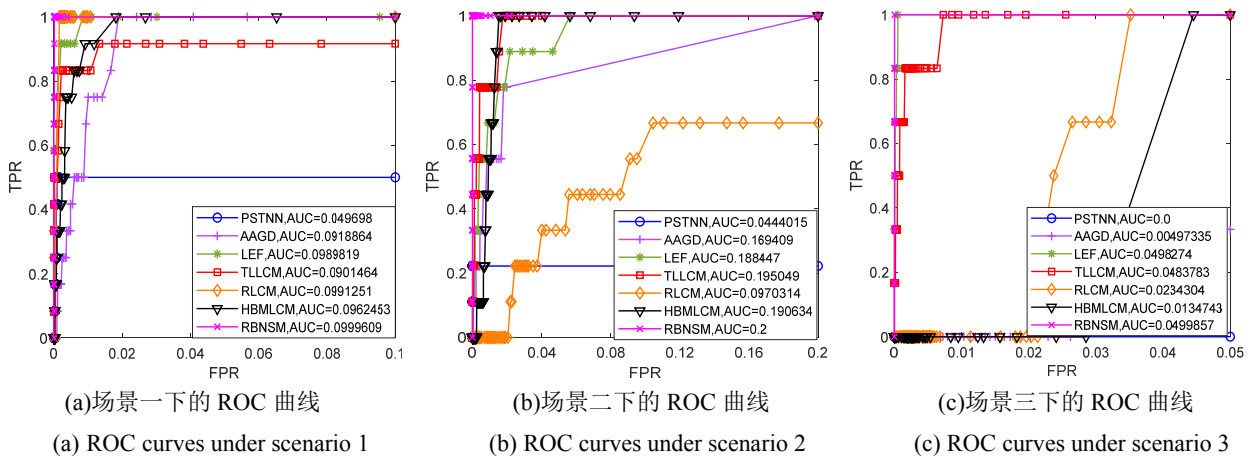 1
0.8
0.6
0.4
0.2
0
TPR
0
0.02
0.04
0.06
0.08
0.1
FPR
PSTNN,AUC=0.049698
AAGD,AUC=0.0918864
LEF,AUC=0.0989819
TLLCM,AUC=0.0901464
RLCM,AUC=0.0991251
HBMLCM,AUC=0.0962453
RBNSM,AUC=0.0999609
(a)场景一下的 ROC 曲线
(a) ROC curves under scenario 1
1
0.8
0.6
0.4
0.2
0
TPR
0
0.04
0.08
0.12
0.16
0.2
FPR
PSTNN,AUC=0.0444015
AAGD,AUC=0.169409
LEF,AUC=0.188447
TLLCM,AUC=0.195049
RLCM,AUC=0.0970314
HBMLCM,AUC=0.190634
RBNSM,AUC=0.2
(b)场景二下的 ROC 曲线
(b) ROC curves under scenario 2
1
0.8
0.6
0.4
0.2
0
TPR
0
0.01
0.02
0.03
0.04
0.05
FPR
PSTNN,AUC=0.0
AAGD,AUC=0.00497335
LEF,AUC=0.0498274
TLLCM,AUC=0.0483783
RLCM,AUC=0.0234304
HBMLCM,AUC=0.0134743
RBNSM,AUC=0.0499857
(c)场景三下的 ROC 曲线
(c) ROC curves under scenario 3